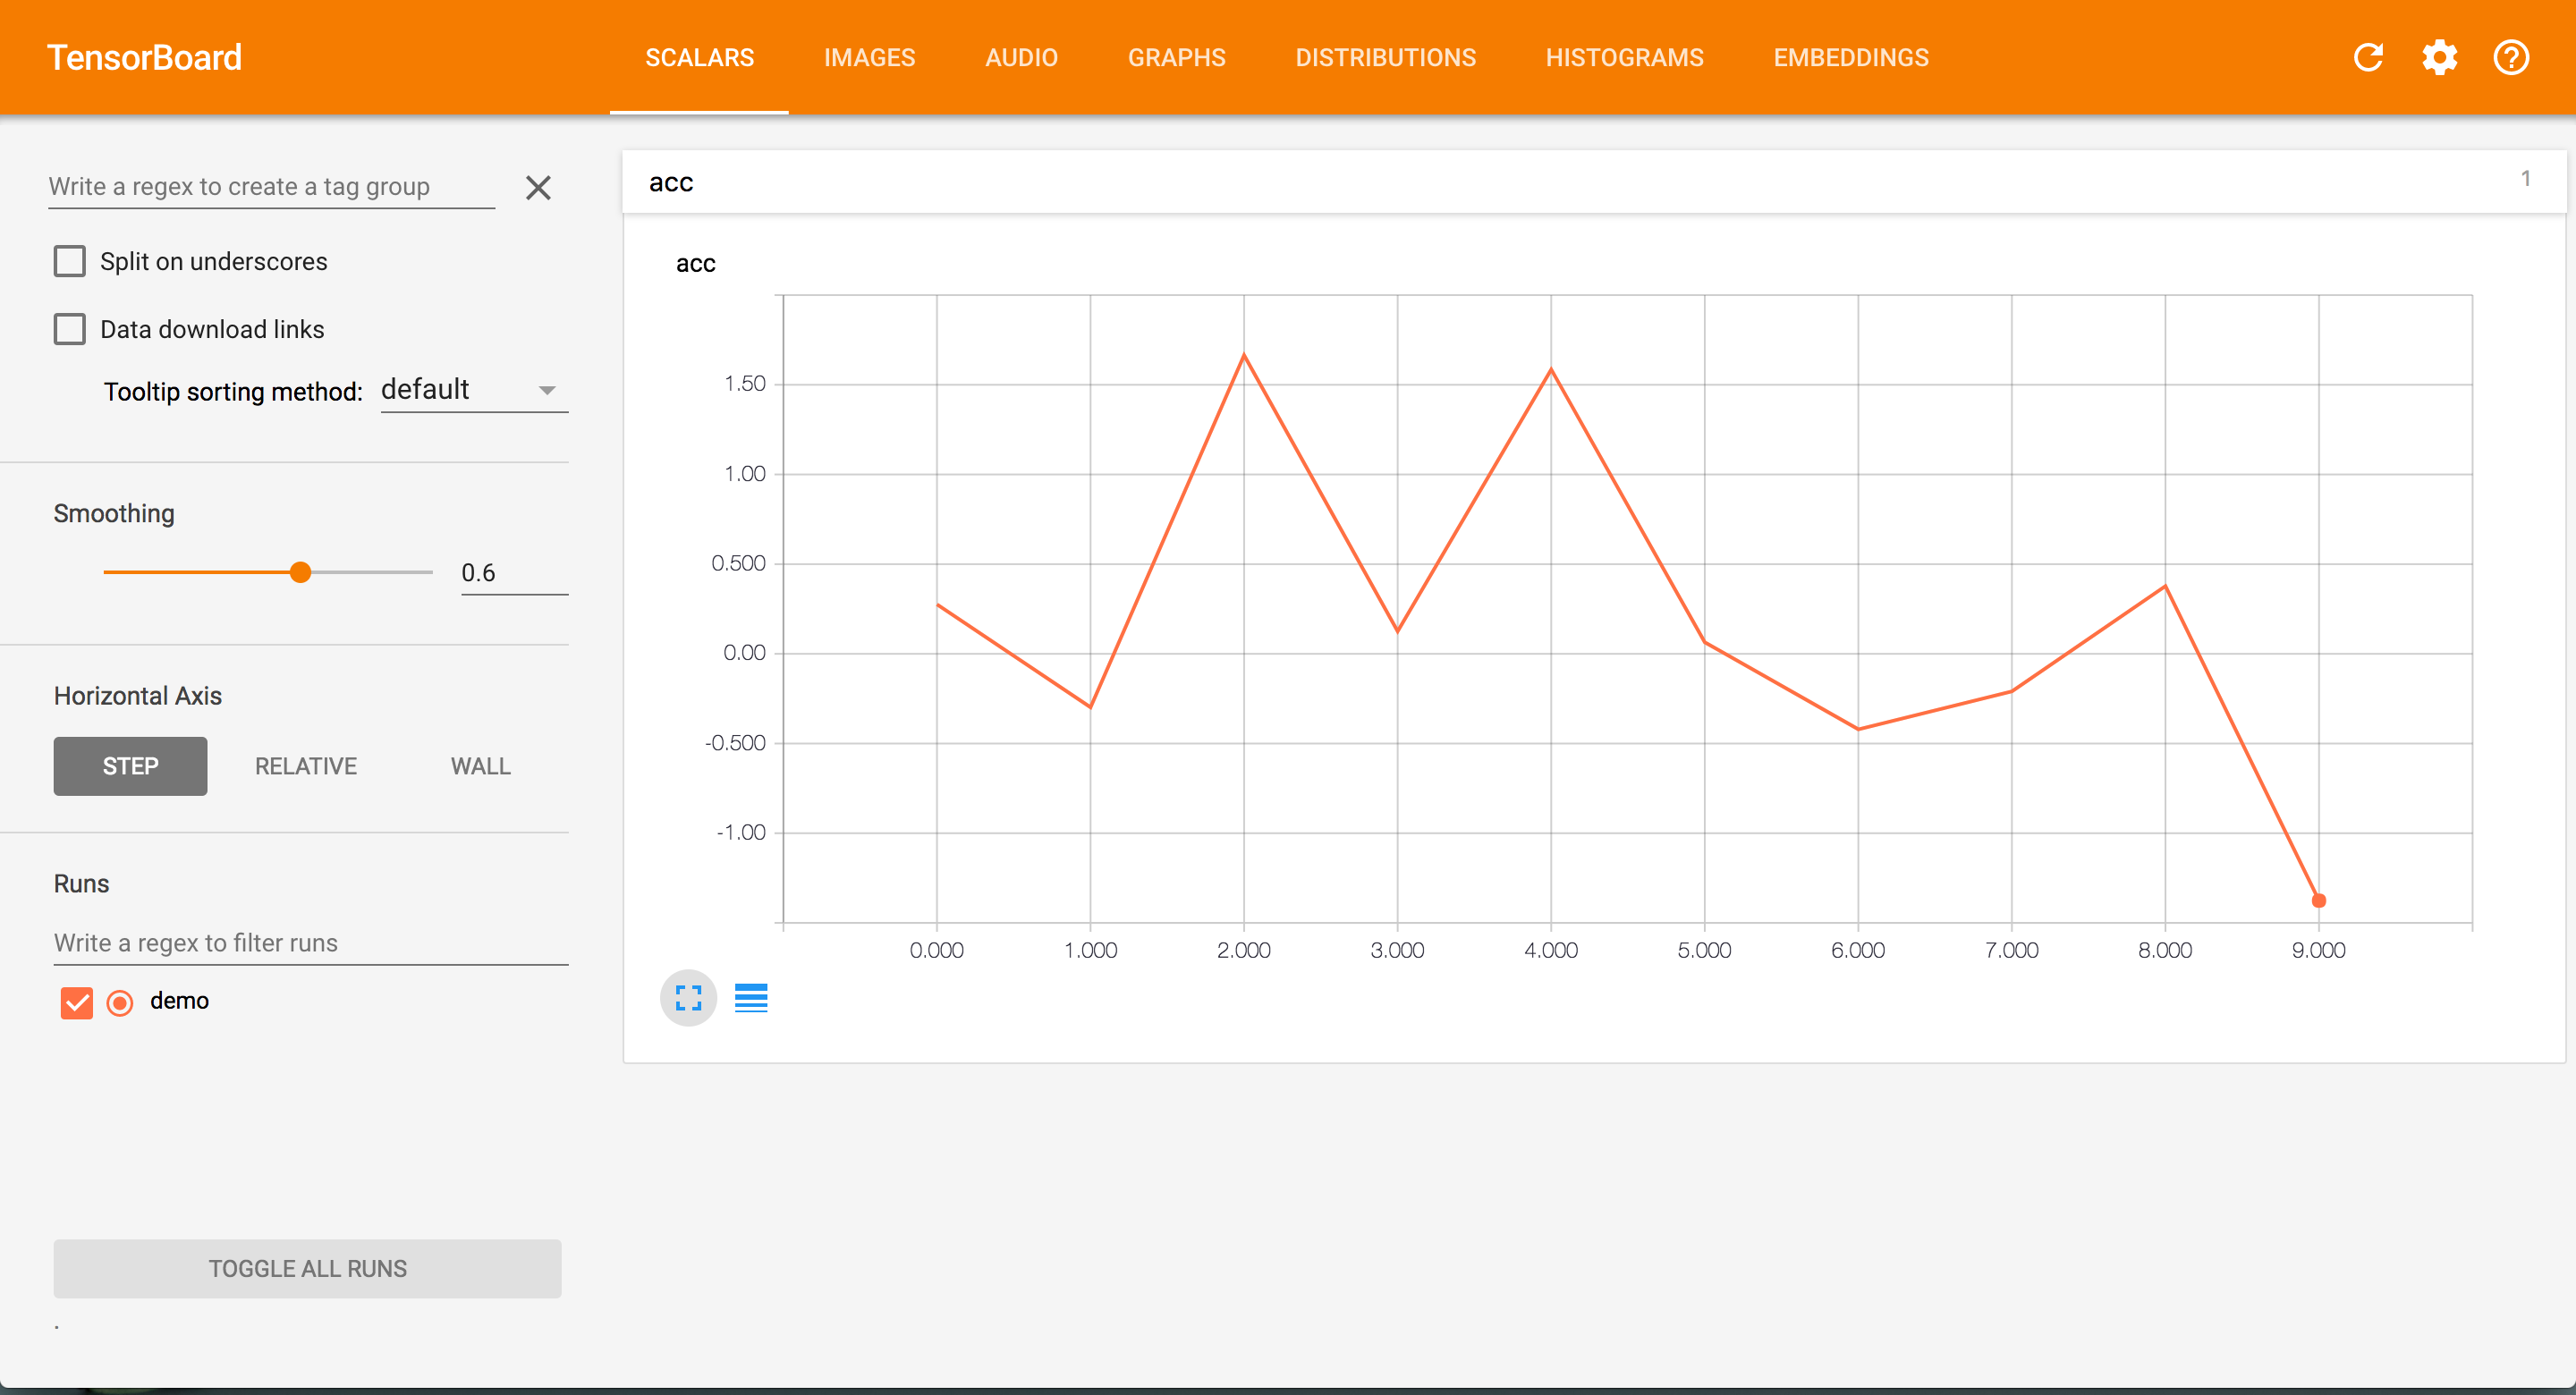 TensorBoard
SCALARS IMAGES AUDIO GRAPHS DISTRIBUTIONS HISTOGRAMS EMBEDDINGS
Write a regex to create a tag group
Split on underscores
Data download links
Tooltip sorting method: default
Smoothing
0.6
Horizontal Axis
STEP RELATIVE WALL
Runs
Write a regex to filter runs
demo
TOGGLE ALL RUNS
.
acc 1
acc
1.50
1.00
0.500
0.00
-0.500
-1.00
0.000 1.000 2.000 3.000 4.000 5.000 6.000 7.000 8.000 9.000